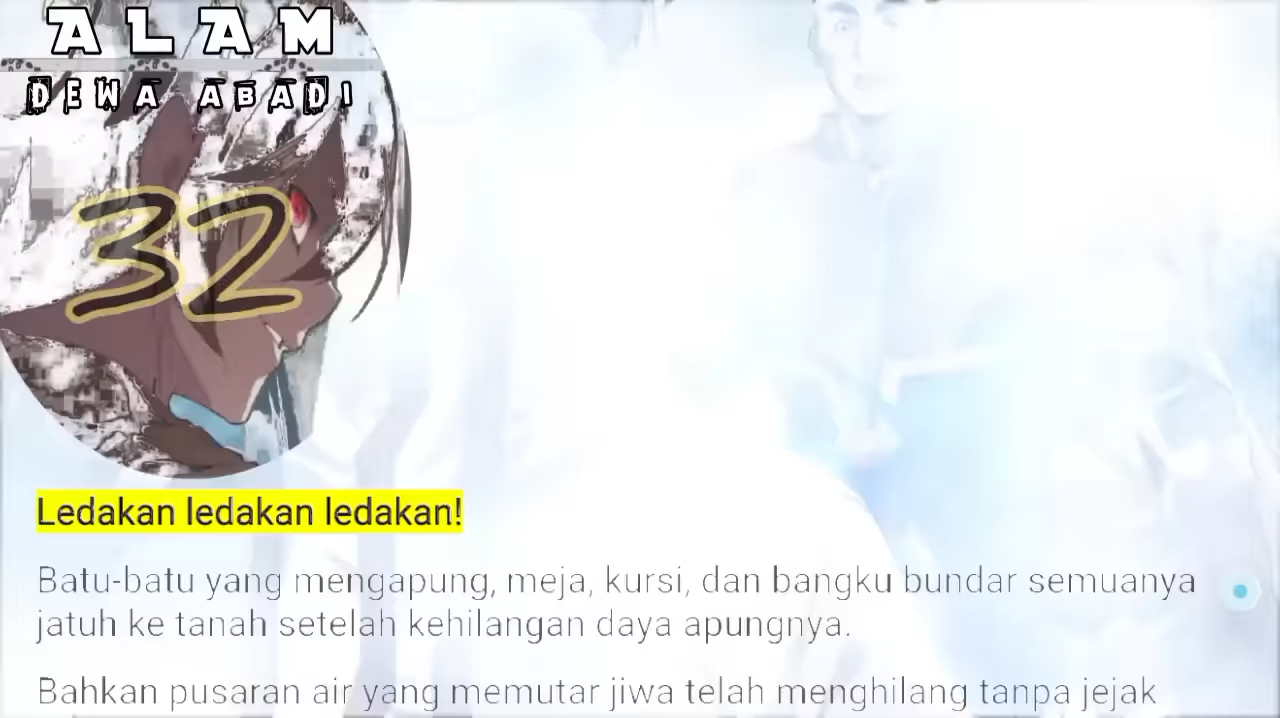 ALAM
DEWA ABADI
32
Ledakan ledakan ledakan!
Batu-batu yang mengapung, meja, kursi, dan bangku bundar semuanya
jatuh ke tanah setelah kehilangan daya apungnya.
Bahkan pusaran air yang memutar jiwa telah menghilang tanpa jejak